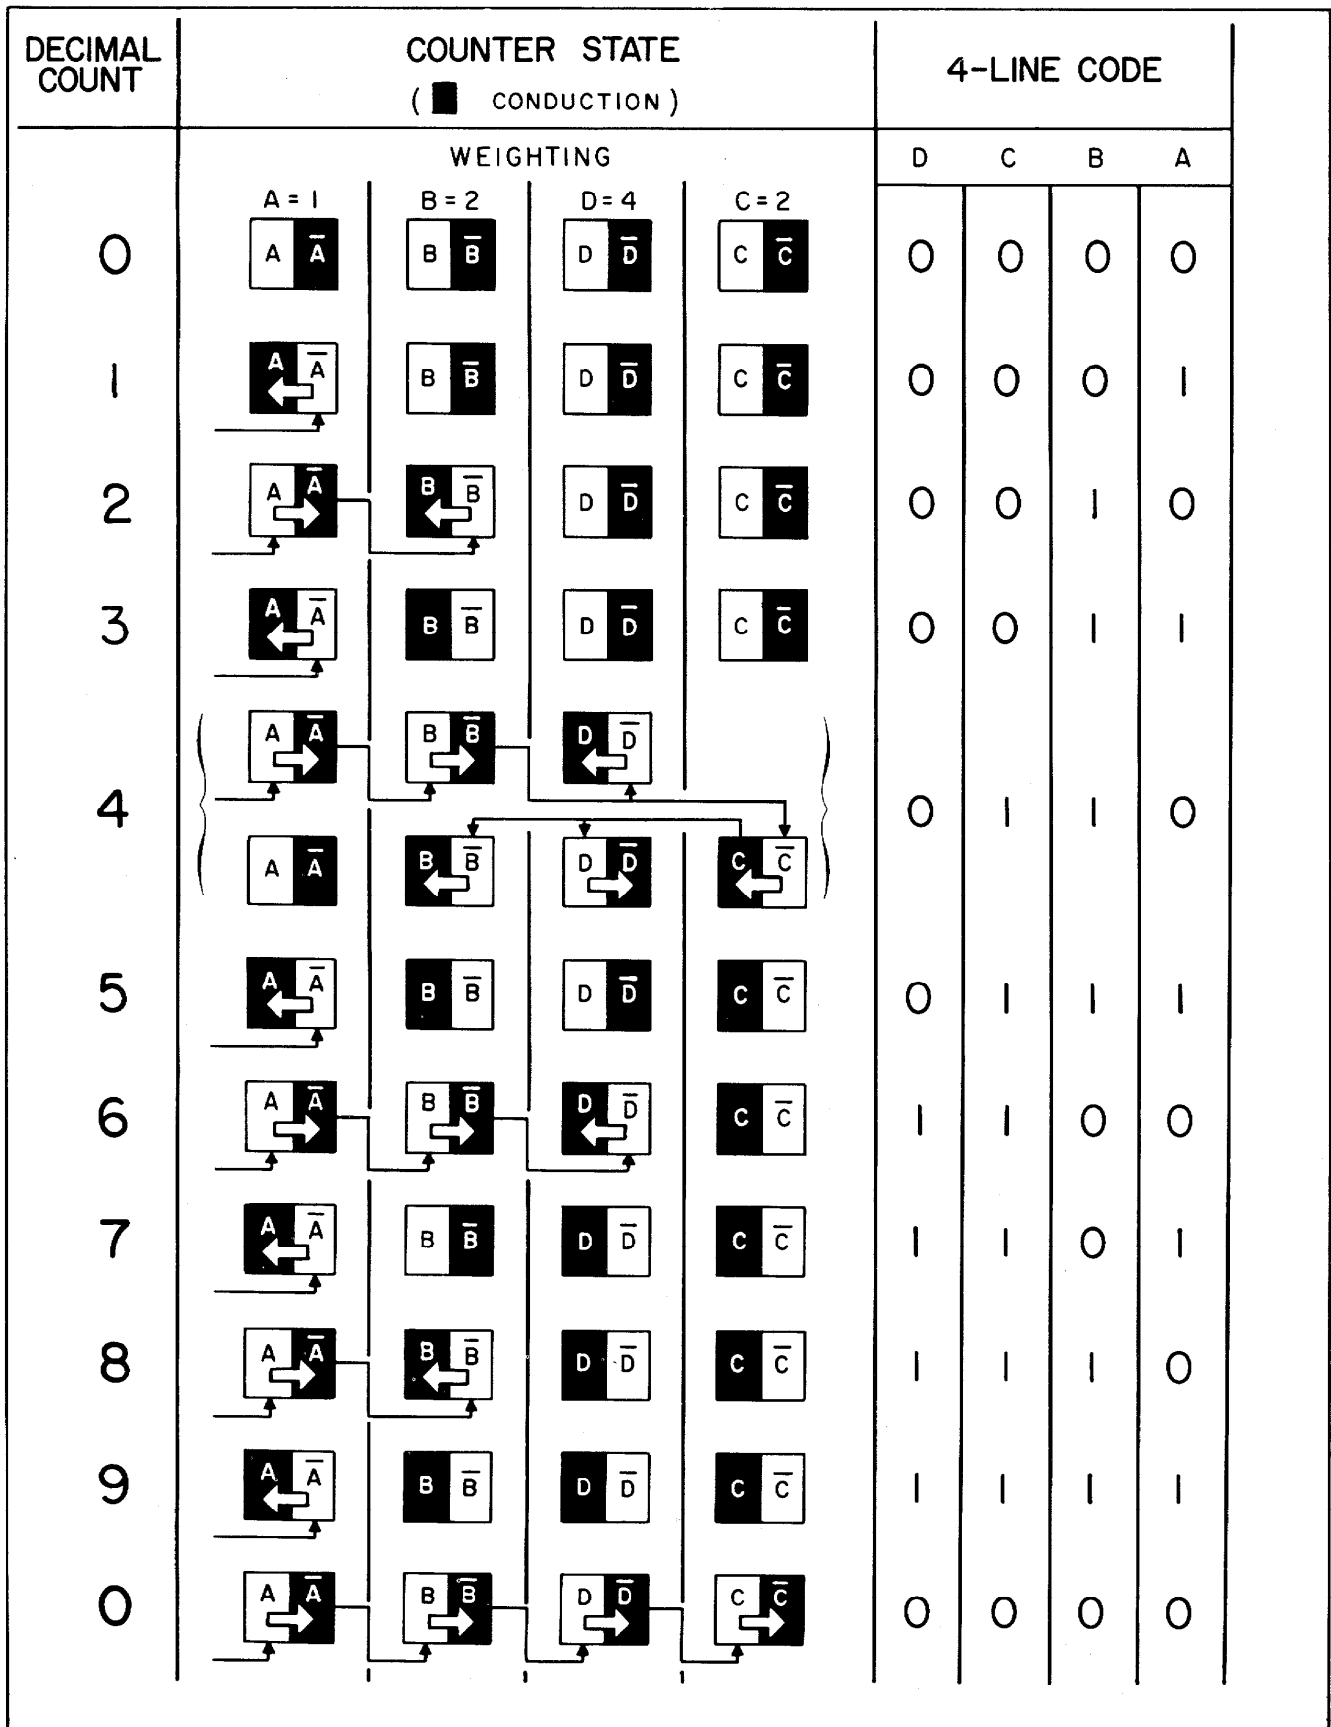 DECIMAL COUNT
COUNTER STATE
( CONDUCTION )
4-LINE CODE
WEIGHTING
D C B A
A = 1 B = 2 D = 4 C = 2
0 A A̅ B B̅ D D̅ C C̅ 0 0 0 0
1 A A̅ B B̅ D D̅ C C̅ 0 0 0 1
2 A A̅ B B̅ D D̅ C C̅ 0 0 1 0
3 A A̅ B B̅ D D̅ C C̅ 0 0 1 1
A A̅ B B̅ D D̅
4 0 1 1 0
A A̅ B B̅ D D̅ C C̅
5 A A̅ B B̅ D D̅ C C̅ 0 1 1 1
6 A A̅ B B̅ D D̅ C C̅ 1 1 0 0
7 A A̅ B B̅ D D̅ C C̅ 1 1 0 1
8 A A̅ B B̅ D D̅ C C̅ 1 1 1 0
9 A A̅ B B̅ D D̅ C C̅ 1 1 1 1
0 A A̅ B B̅ D D̅ C C̅ 0 0 0 0